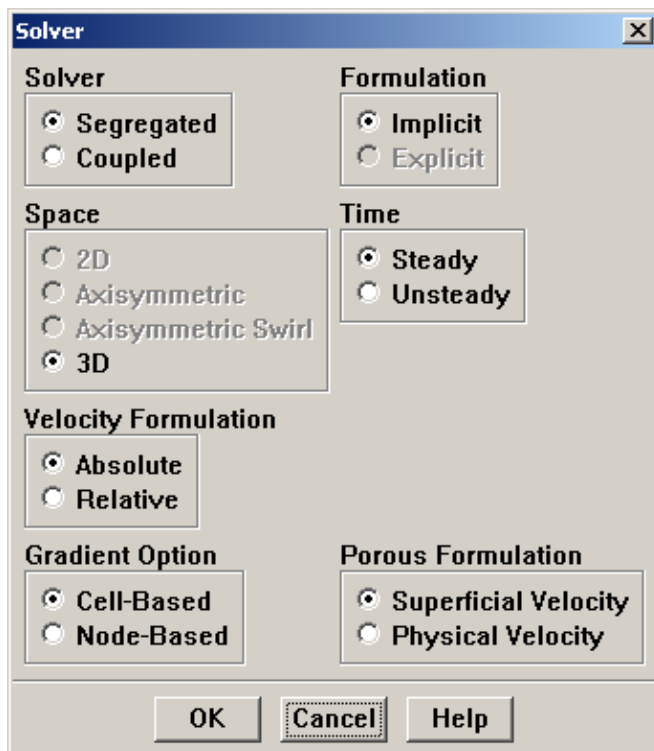 Solver
Solver
Segregated
Coupled
Formulation
Implicit
Explicit
Space
2D
Axisymmetric
Axisymmetric Swirl
3D
Time
Steady
Unsteady
Velocity Formulation
Absolute
Relative
Gradient Option
Cell-Based
Node-Based
Porous Formulation
Superficial Velocity
Physical Velocity
OK
Cancel
Help